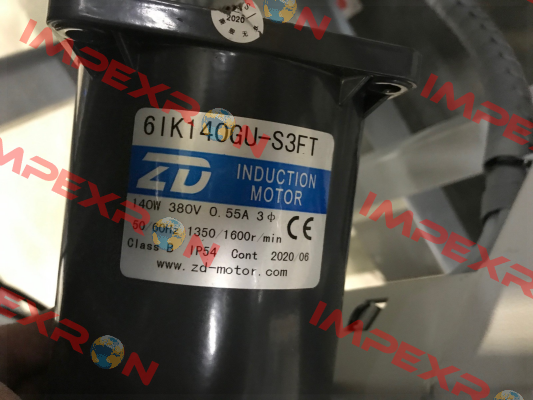 2020
6IK140GU-S3FT
ZD INDUCTION MOTOR
140W 380V 0.55A 3Φ
50/60Hz 1350/1600r/min CE
Class B IP54 Cont 2020/06
www.zd-motor.com
IMPEXRON
IMPEXRON
IMPEXRON
IMPEXRON